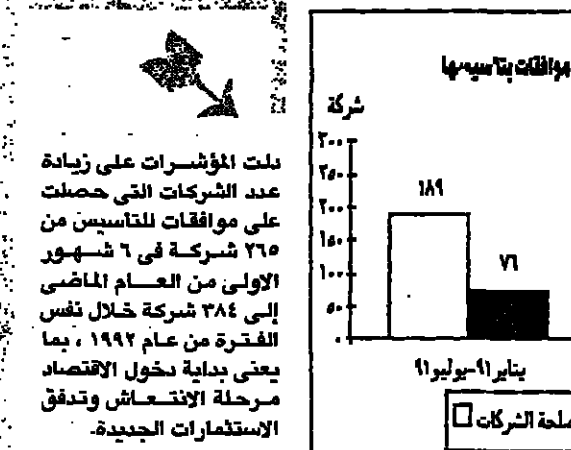 دلت المؤشرات على زيادة
عدد الشركات التى حصلت
على موافقات للتأسيس من
٢٦٥ شركة فى ٦ شهور
الاولى من العام الماضى
إلى ٣٨٤ شركة خلال نفس
الفترة من عام ١٩٩٢ ، بما
يعنى بداية دخول الاقتصاد
مرحلة الانتعاش وتدفق
الاستثمارات الجديدة.
موافقات بتأسيسها
شركة
٣٠٠
٢٥٠
٢٠٠
١٥٠
١٠٠
٥٠
٠
١٨٩
٧٦
يناير٩١-يوليو٩١
الشركات